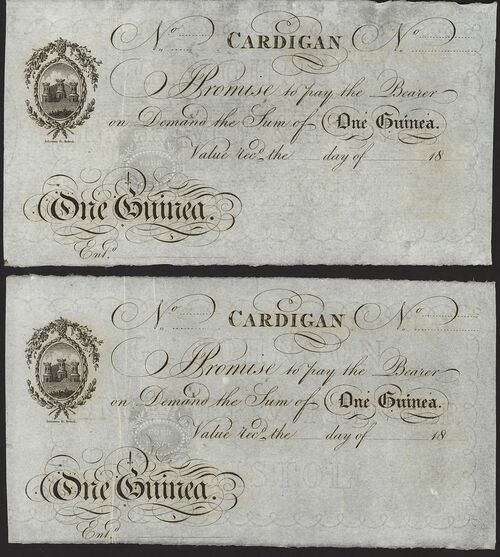 No CARDIGAN No
I Promise to pay the Bearer
on Demand the Sum of One Guinea.
Value Recd. the day of 18
One Guinea.
Entd.
No CARDIGAN No
I Promise to pay the Bearer
on Demand the Sum of One Guinea.
Value Recd. the day of 18
One Guinea.
Entd.